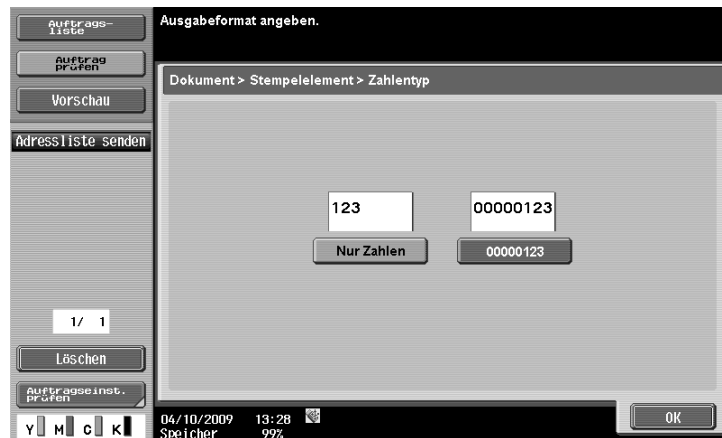 Auftrags-
liste
Auftrag
prüfen
Vorschau
Adressliste senden
1/ 1
Löschen
Auftragseinst.
prüfen
Y M C K
Ausgabeformat angeben.
Dokument > Stempelelement > Zahlentyp
123
00000123
Nur Zahlen
00000123
04/10/2009 13:28
Speicher 99%
OK